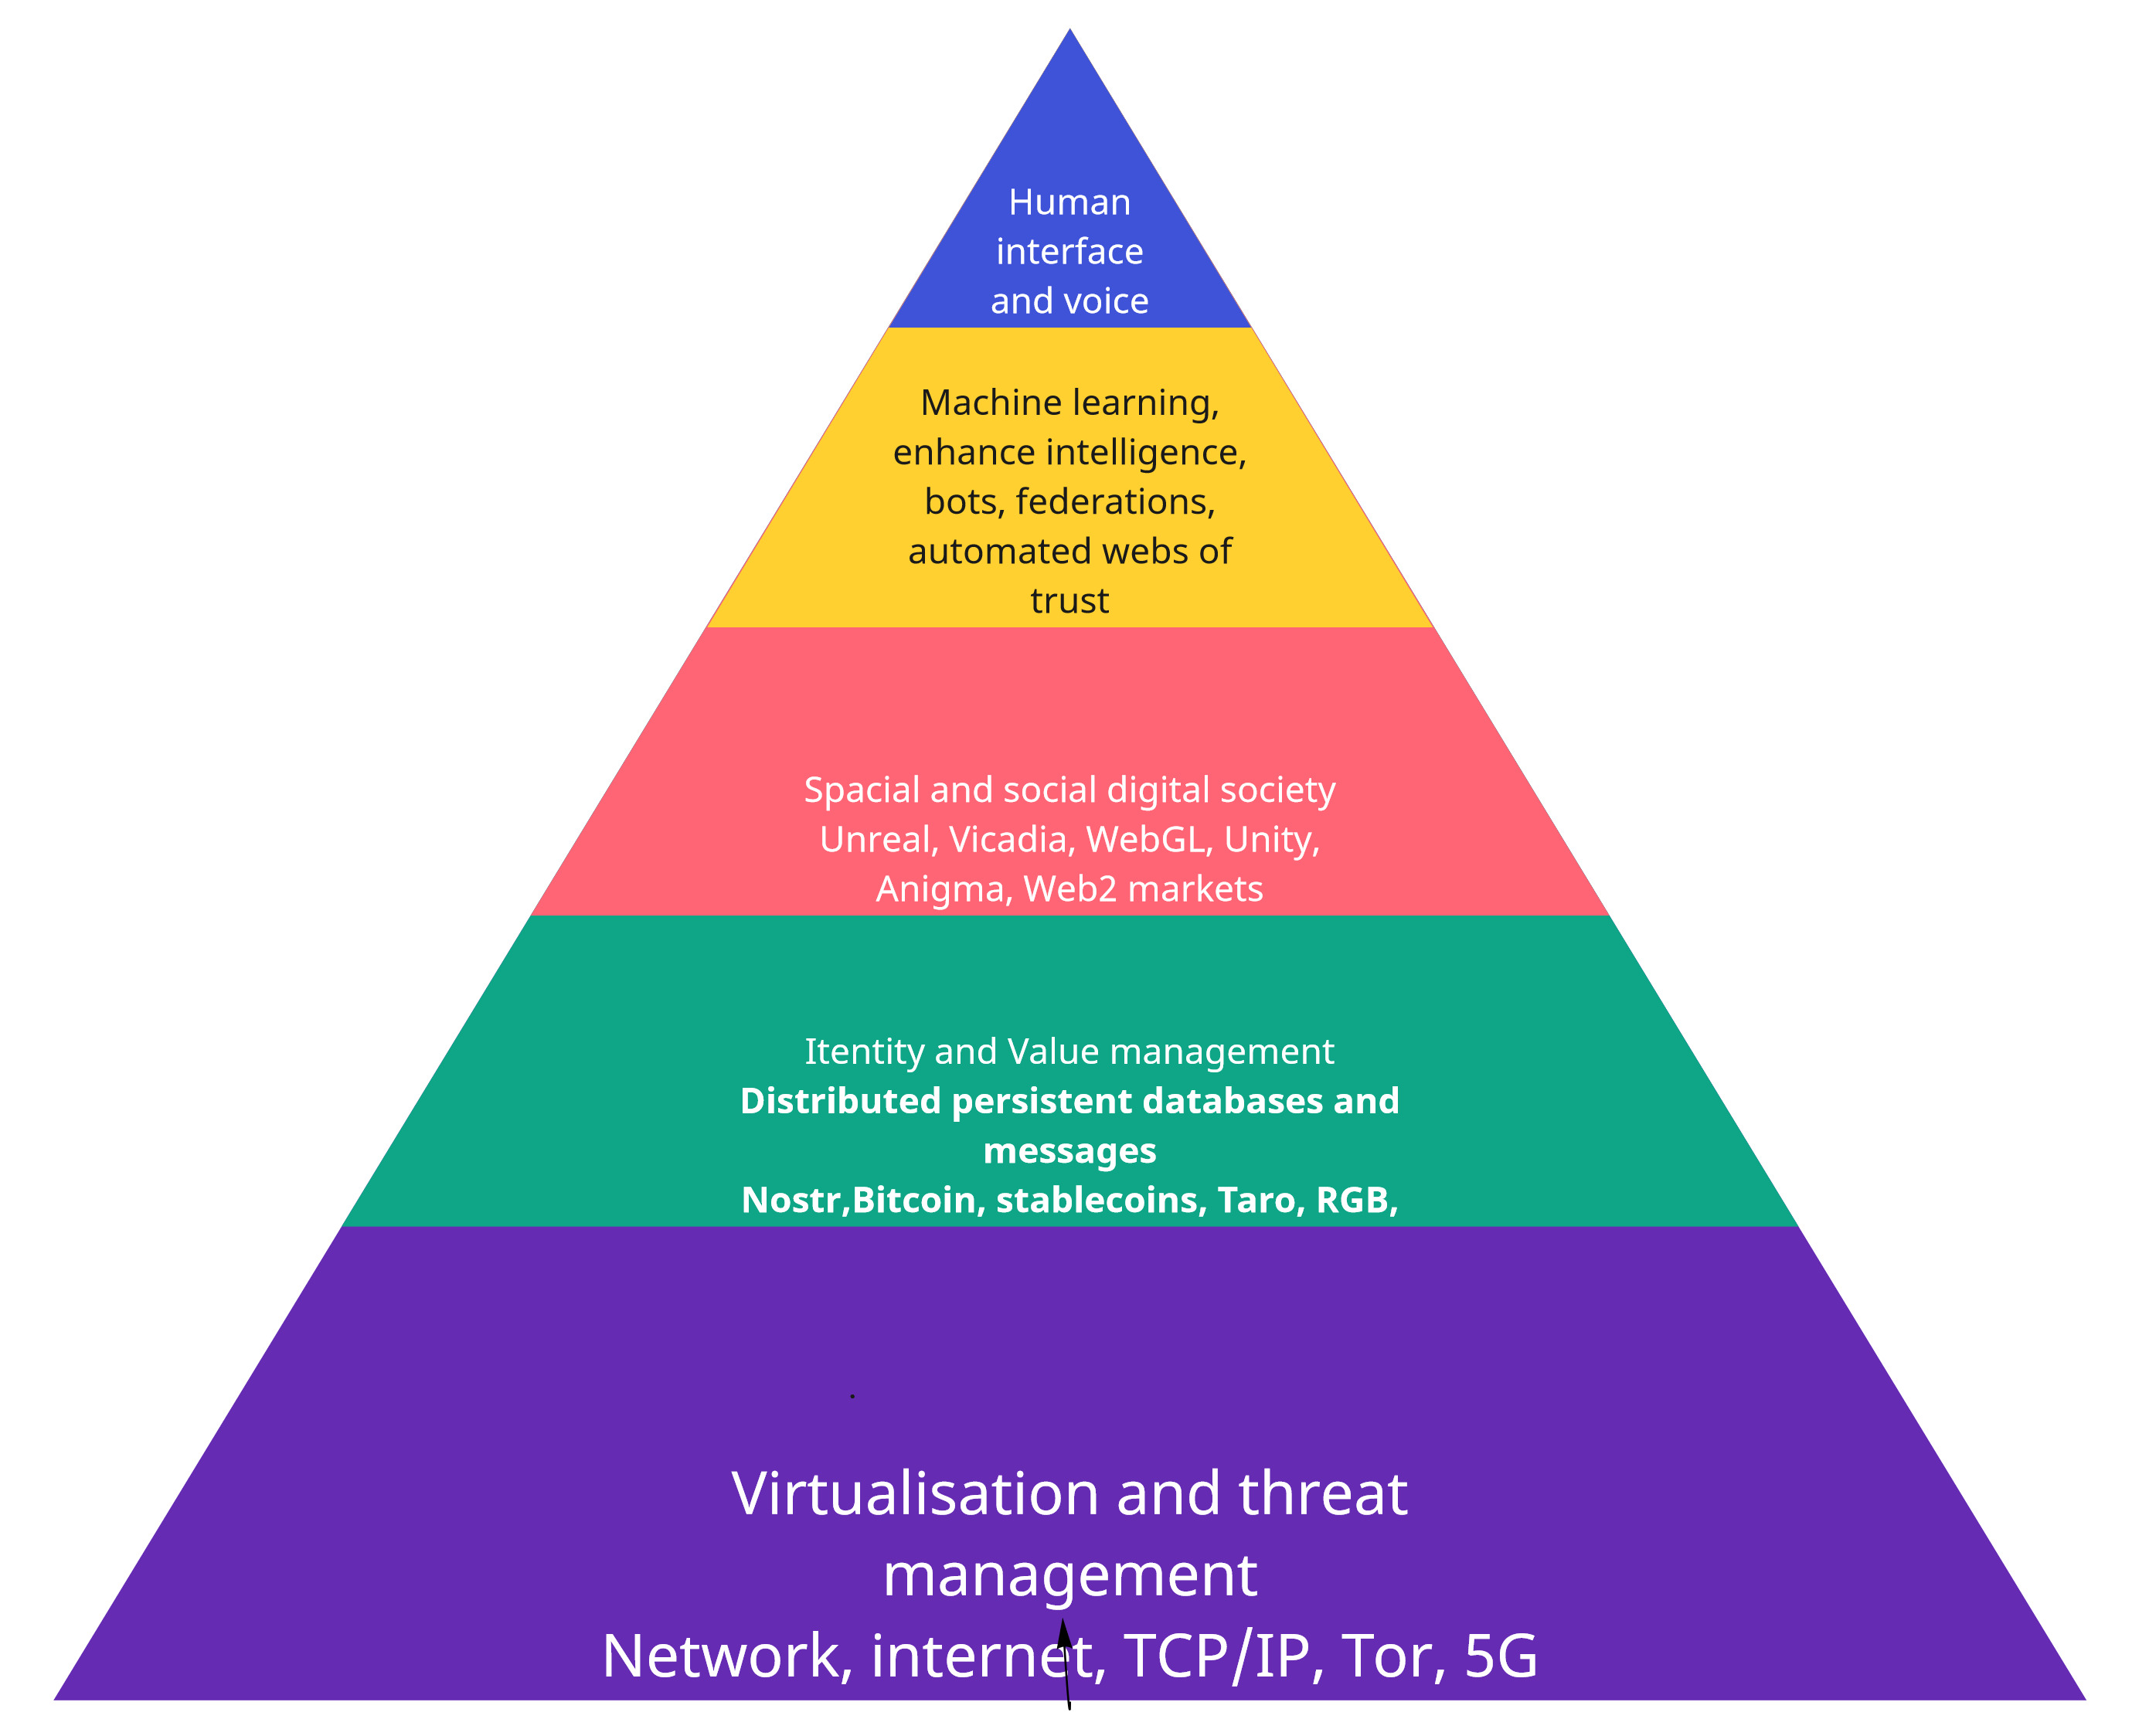 Human
interface
and voice
Machine learning,
enhance intelligence,
bots, federations,
automated webs of
trust
Spacial and social digital society
Unreal, Vicadia, WebGL, Unity,
Anigma, Web2 markets
Itentity and Value management
Distributed persistent databases and
messages
Nostr,Bitcoin, stablecoins, Taro, RGB,
Virtualisation and threat
management
Network, internet, TCP/IP, Tor, 5G